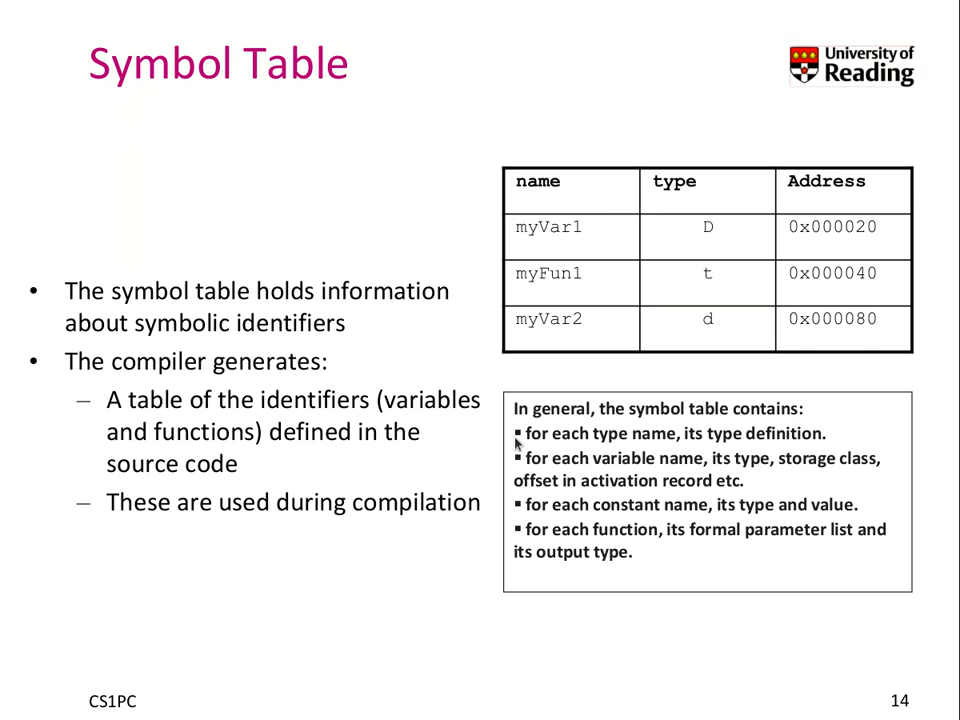 Symbol Table
University of
Reading
name type Address
myVar1 D 0x000020
myFun1 t 0x000040
myVar2 d 0x000080
• The symbol table holds information
about symbolic identifiers
• The compiler generates:
– A table of the identifiers (variables
and functions) defined in the
source code
– These are used during compilation
In general, the symbol table contains:
▪ for each type name, its type definition.
▪ for each variable name, its type, storage class,
offset in activation record etc.
▪ for each constant name, its type and value.
▪ for each function, its formal parameter list and
its output type.
CS1PC
14